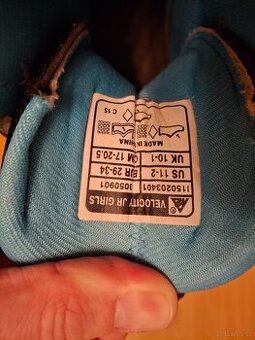 VELOCITY JR GIRLS
1150203401 3050901
US 11-2 EUR 29-34
UK 10-1 CM 17-20.5
MADE IN CHINA
C 15